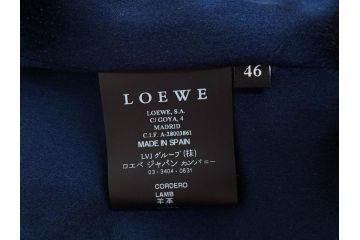 46
LOEWE
LOEWE, S.A.
C/ GOYA, 4
MADRID
C.I.F. A-28003861
MADE IN SPAIN
LVJ グループ (株)
ロエベ ジャパン カンパニー
03-3404-0631
CORDERO
LAMB
羊革